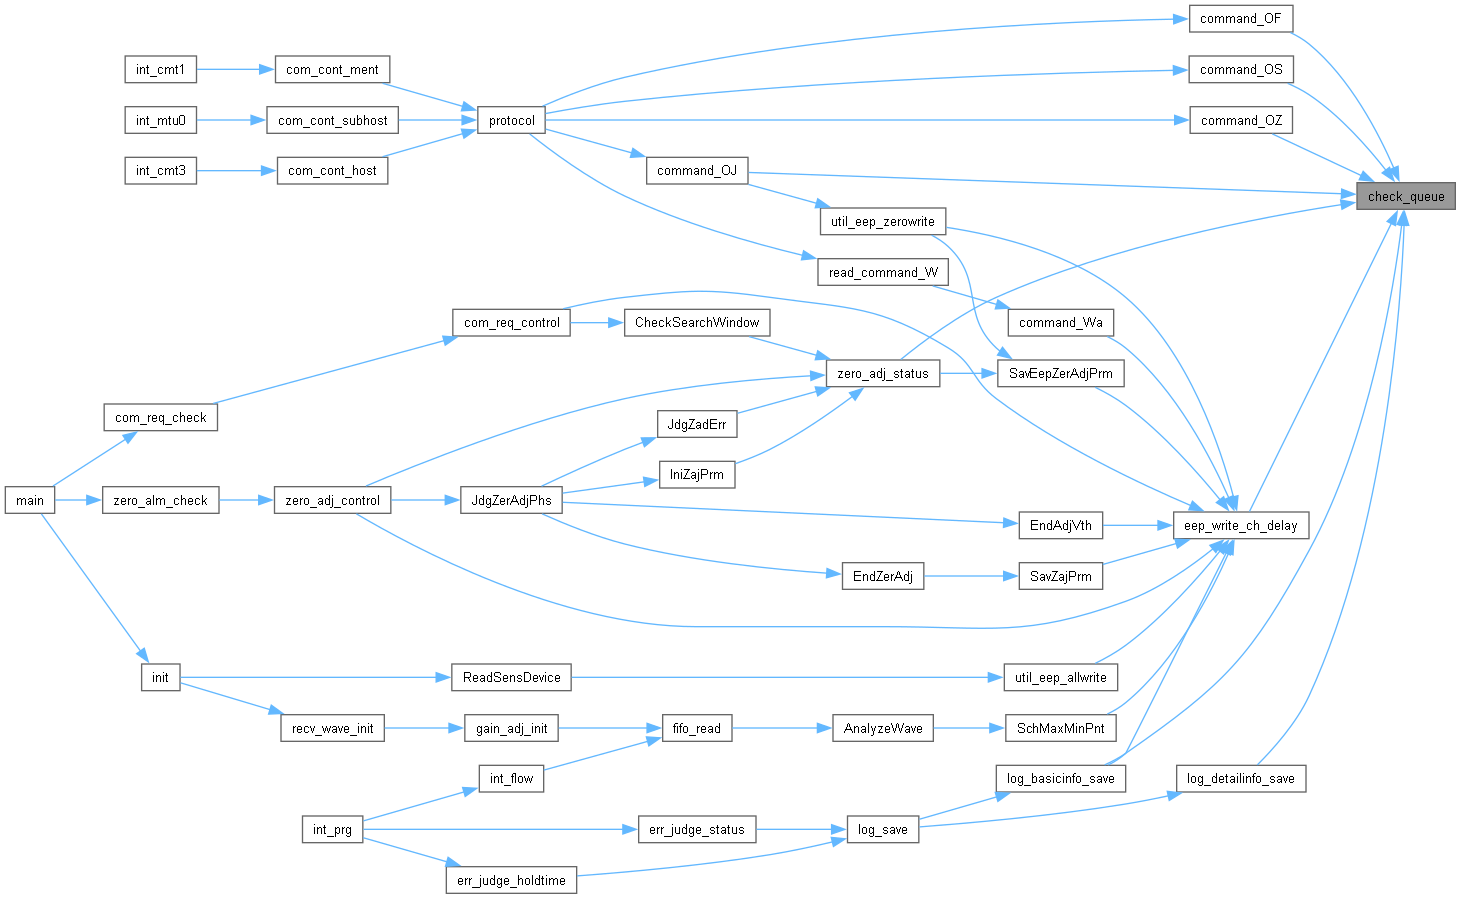 command_OF
int_cmt1
com_cont_ment
command_OS
int_mtu0
com_cont_subhost
protocol
command_OZ
int_cmt3
com_cont_host
command_OJ
check_queue
util_eep_zerowrite
read_command_W
com_req_control
CheckSearchWindow
command_Wa
zero_adj_status
SavEepZerAdjPrm
com_req_check
JdgZadErr
IniZajPrm
main
zero_alm_check
zero_adj_control
JdgZerAdjPhs
EndAdjVth
eep_write_ch_delay
EndZerAdj
SavZajPrm
init
ReadSensDevice
util_eep_allwrite
recv_wave_init
gain_adj_init
fifo_read
AnalyzeWave
SchMaxMinPnt
int_flow
log_basicinfo_save
log_detailinfo_save
int_prg
err_judge_status
log_save
err_judge_holdtime